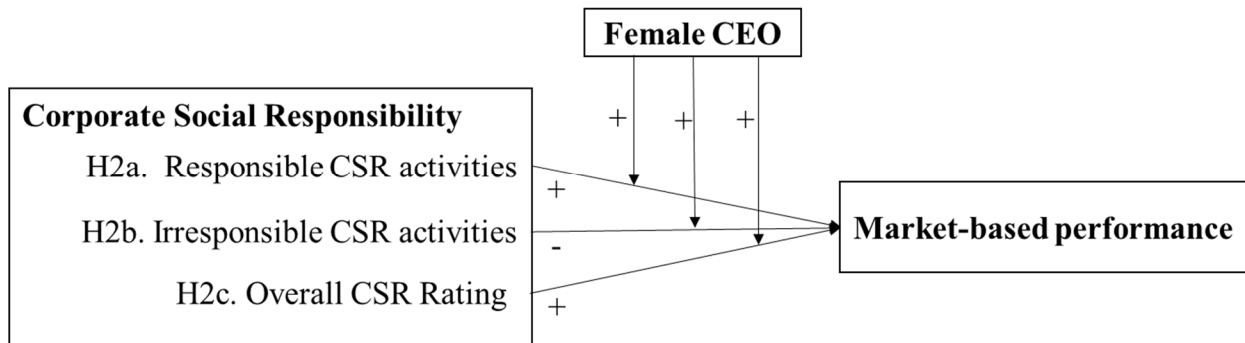 Female CEO
Corporate Social Responsibility
+ + +
H2a. Responsible CSR activities
+
H2b. Irresponsible CSR activities
-
Market-based performance
H2c. Overall CSR Rating
+